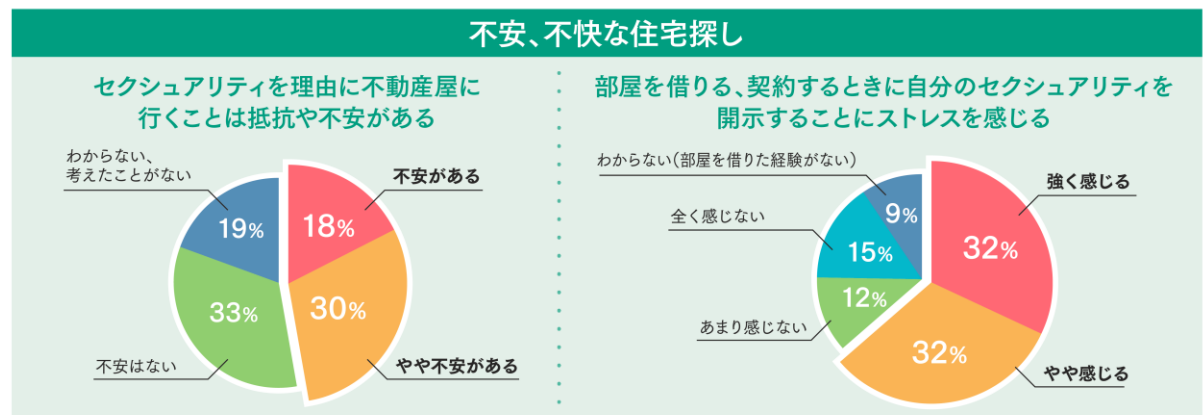 不安、不快な住宅探し
セクシュアリティを理由に不動産屋に
行くことは抵抗や不安がある
わからない、
考えたことがない
不安がある
19%
18%
33%
30%
不安はない
やや不安がある
部屋を借りる、契約するときに自分のセクシュアリティを
開示することにストレスを感じる
わからない（部屋を借りた経験がない）
強く感じる
全く感じない
9%
15%
32%
12%
あまり感じない
32%
やや感じる